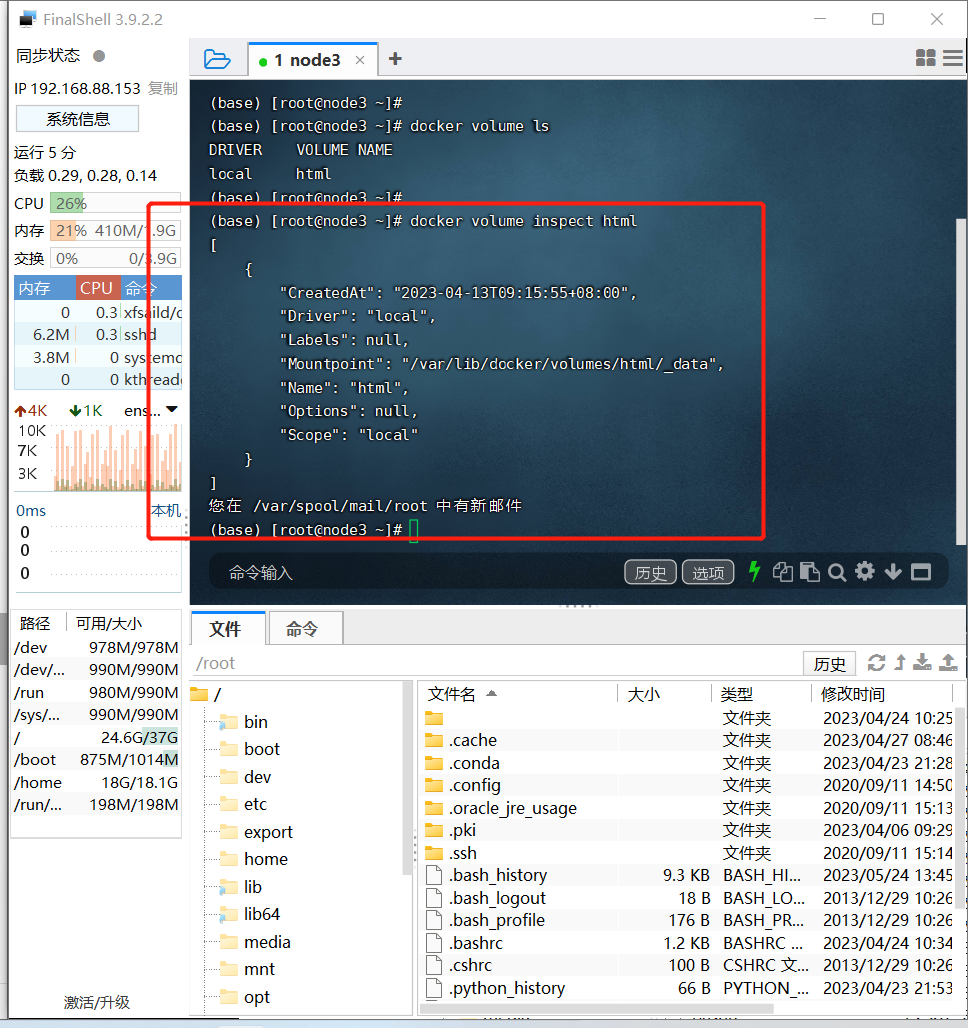 FinalShell 3.9.2.2
同步状态
IP 192.168.88.153 复制
系统信息
运行 5 分
负载 0.29, 0.28, 0.14
CPU 26%
内存 21% 410M/1.9G
交换 0% 0/3.9G
内存 CPU 命令
0 0.3 xfsaild/d
6.2M 0.3 sshd
3.8M 0 systemd
0 0 kthread
4K 1K ens...
10K
7K
3K
0ms 本机
0
0
0
路径 可用/大小
/dev 978M/978M
/dev/... 990M/990M
/run 980M/990M
/sys/... 990M/990M
/ 24.6G/37G
/boot 875M/1014M
/home 18G/18.1G
/run/... 198M/198M
激活/升级
1 node3
(base) [root@node3 ~]#
(base) [root@node3 ~]# docker volume ls
DRIVER VOLUME NAME
local html
(base) [root@node3 ~]#
(base) [root@node3 ~]# docker volume inspect html
[
{
"CreatedAt": "2023-04-13T09:15:55+08:00",
"Driver": "local",
"Labels": null,
"Mountpoint": "/var/lib/docker/volumes/html/_data",
"Name": "html",
"Options": null,
"Scope": "local"
}
]
您在 /var/spool/mail/root 中有新邮件
(base) [root@node3 ~]#
命令输入 历史 选项
文件 命令
/root 历史
/
bin
boot
dev
etc
export
home
lib
lib64
media
mnt
opt
文件名 大小 类型 修改时间
文件夹 2023/04/24 10:25
.cache 文件夹 2023/04/27 08:46
.conda 文件夹 2023/04/23 21:28
.config 文件夹 2020/09/11 14:50
.oracle_jre_usage 文件夹 2020/09/11 15:13
.pki 文件夹 2023/04/06 09:29
.ssh 文件夹 2020/09/11 15:14
.bash_history 9.3 KB BASH_HI... 2023/05/24 13:45
.bash_logout 18 B BASH_LO... 2013/12/29 10:26
.bash_profile 176 B BASH_PR... 2013/12/29 10:26
.bashrc 1.2 KB BASHRC ... 2023/04/24 10:34
.cshrc 100 B CSHRC 文... 2013/12/29 10:26
.python_history 66 B PYTHON_... 2023/04/23 21:53